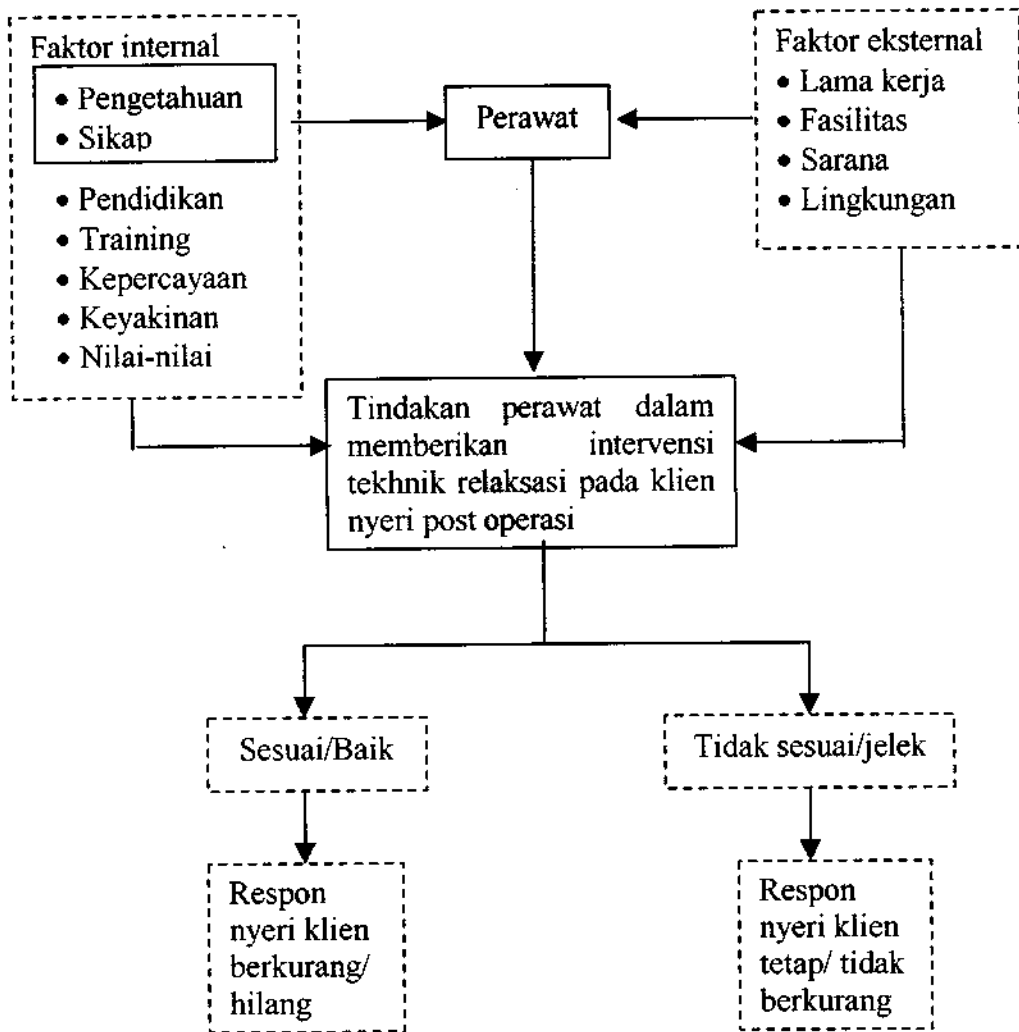 Faktor internal
• Pengetahuan
• Sikap
• Pendidikan
• Training
• Kepercayaan
• Keyakinan
• Nilai-nilai
Perawat
Faktor eksternal
• Lama kerja
• Fasilitas
• Sarana
• Lingkungan
Tindakan perawat dalam
memberikan intervensi
tekhnik relaksasi pada klien
nyeri post operasi
Sesuai/Baik
Tidak sesuai/jelek
Respon
nyeri klien
berkurang/
hilang
Respon
nyeri klien
tetap/ tidak
berkurang